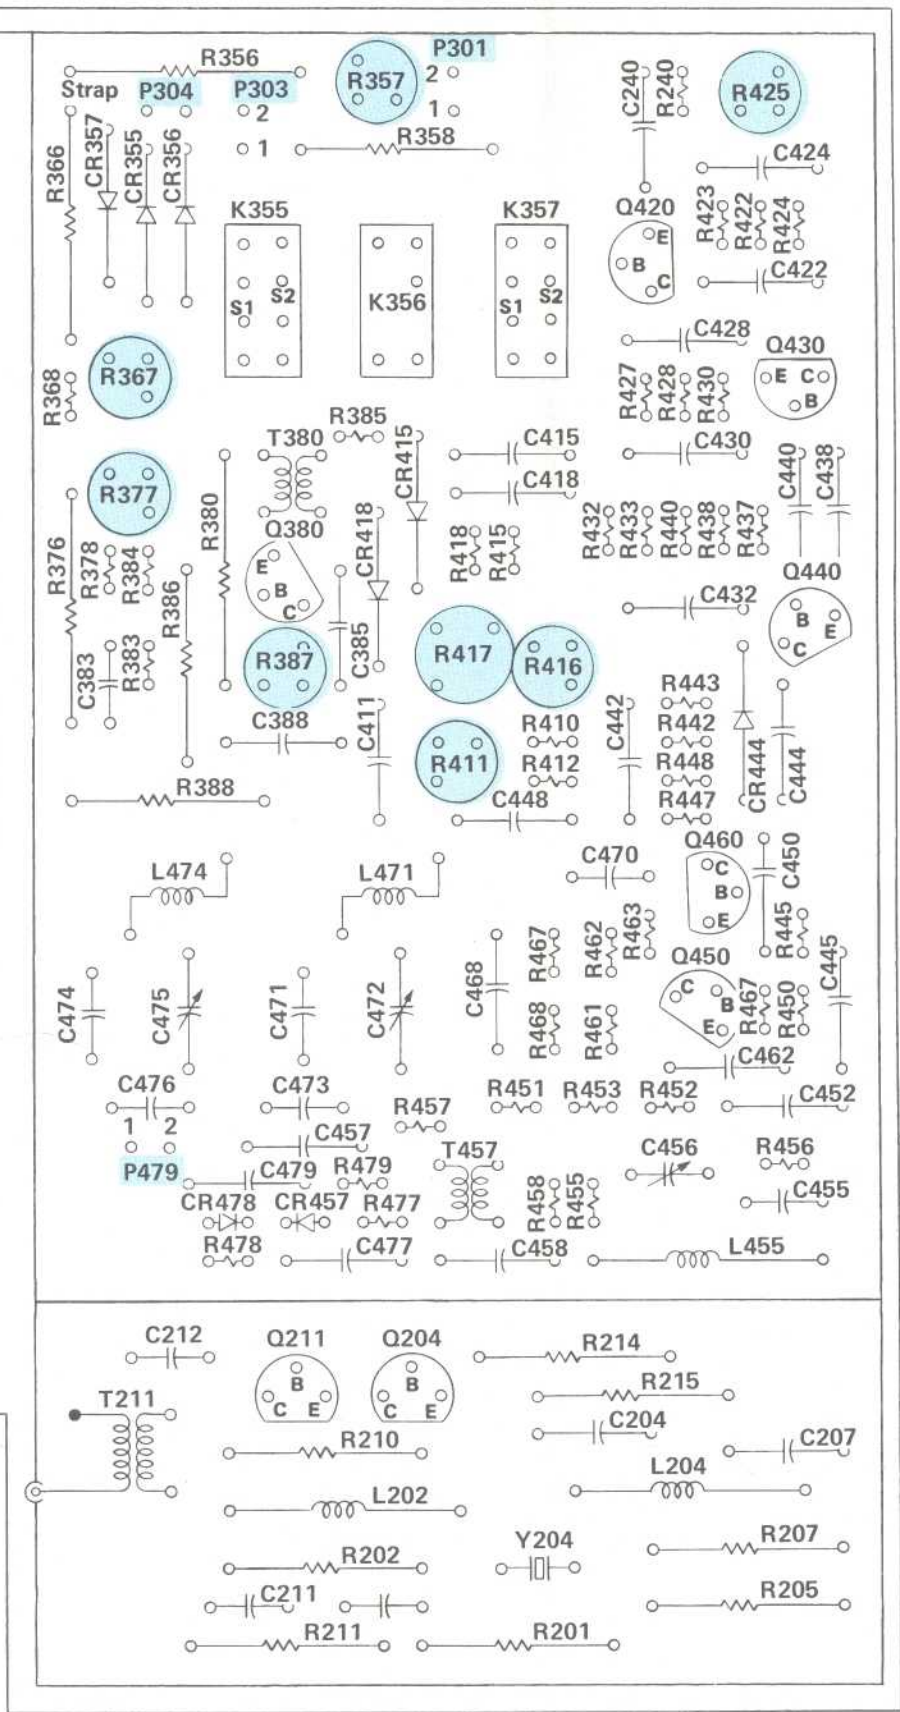 P301
R356
R357
2
Strap
P304
P303
C240
R240
R425
2
1
R366
CR357
CR355
CR356
1
R358
C424
K355
K357
Q420
R423
R422
R424
E
B
C
C422
S1
S2
K356
S1
S2
C428
Q430
R367
R368
E
C
B
R427
R428
R430
R385
T380
CR415
C415
C430
C440
C438
R377
C418
R380
Q380
CR418
R418
R415
R432
R433
R440
R438
R437
R376
R378
R384
R386
E
B
C
Q440
C432
B
E
C
C383
R383
R387
C385
R417
R416
R443
C388
C411
R410
C442
R442
R411
R412
R448
CR444
C444
R388
C448
R447
Q460
L474
L471
C470
C
B
E
C450
R467
R462
R463
R445
C474
C475
C471
C472
C468
Q450
C445
C
B
E
R467
R450
R468
R461
C462
C476
C473
R451
R453
R452
C452
R457
1
2
C457
T457
C456
R456
P479
C479
R479
CR478
CR457
R477
R458
R455
C455
R478
C477
C458
L455
C212
Q211
Q204
R214
B
C
E
B
C
E
R215
T211
C204
R210
C207
L204
L202
Y204
R207
R202
C211
R205
R211
R201